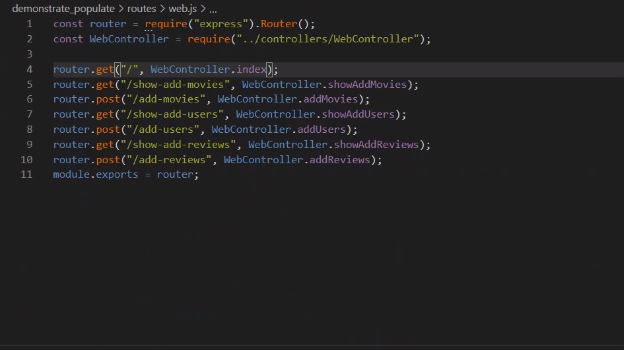 demonstrate_populate > routes > web.js > ...
1 const router = require("express").Router();
2 const WebController = require("../controllers/WebController");
3
4 router.get("/", WebController.index);
5 router.get("/show-add-movies", WebController.showAddMovies);
6 router.post("/add-movies", WebController.addMovies);
7 router.get("/show-add-users", WebController.showAddUsers);
8 router.post("/add-users", WebController.addUsers);
9 router.get("/show-add-reviews", WebController.showAddReviews);
10 router.post("/add-reviews", WebController.addReviews);
11 module.exports = router;